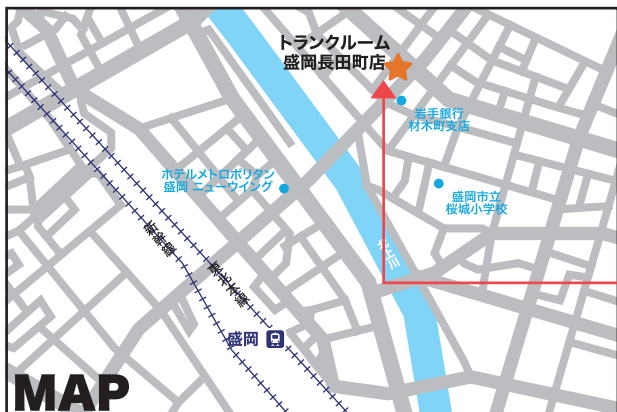 トランクルーム
盛岡長田町店
岩手銀行
材木町支店
ホテルメトロポリタン
盛岡 ニューウイング
盛岡市立
桜城小学校
新幹線
東北本線
北上川
盛岡
MAP